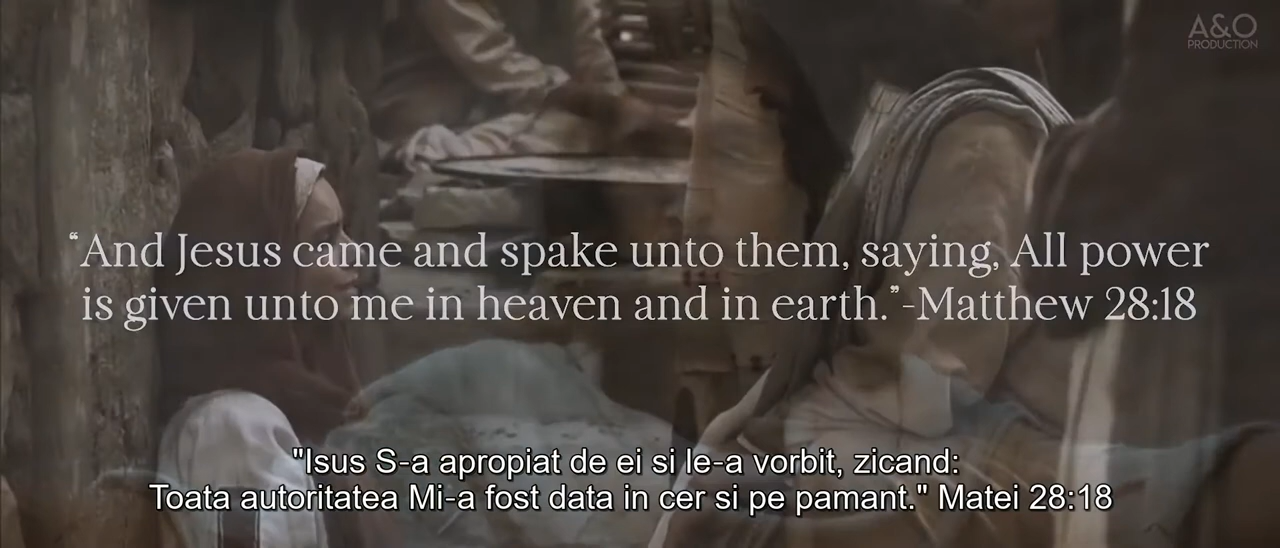 A&O
PRODUCTION
“And Jesus came and spake unto them, saying, All power
is given unto me in heaven and in earth.”-Matthew 28:18
"Isus S-a apropiat de ei si le-a vorbit, zicand:
Toata autoritatea Mi-a fost data in cer si pe pamant." Matei 28:18